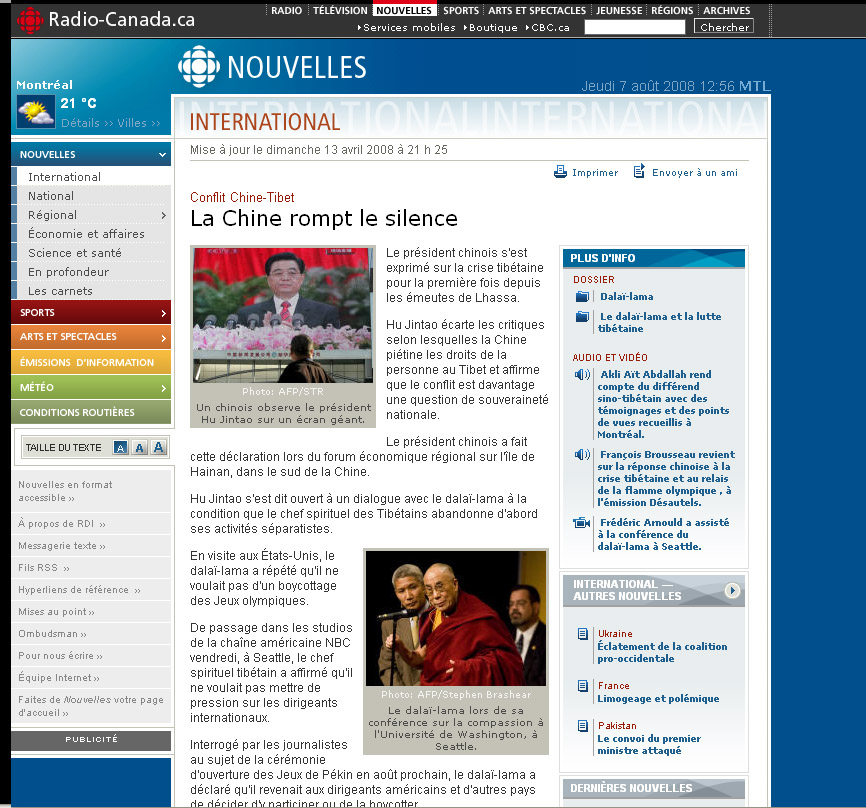 Radio-Canada.ca
RADIO TÉLÉVISION NOUVELLES SPORTS ARTS ET SPECTACLES JEUNESSE RÉGIONS ARCHIVES
Services mobiles Boutique CBC.ca Chercher
NOUVELLES
Montréal
21 °C
Détails >> Villes >>
Jeudi 7 août 2008 12:56 MTL
INTERNATIONAL
Mise à jour le dimanche 13 avril 2008 à 21 h 25
Imprimer Envoyer à un ami
NOUVELLES
International
National
Régional
Économie et affaires
Science et santé
En profondeur
Les carnets
SPORTS
ARTS ET SPECTACLES
ÉMISSIONS D'INFORMATION
MÉTÉO
CONDITIONS ROUTIÈRES
TAILLE DU TEXTE A A A
Nouvelles en format
accessible >>
À propos de RDI >>
Messagerie texte >>
Fils RSS >>
Hyperliens de référence >>
Mises au point >>
Ombudsman >>
Pour nous écrire >>
Équipe Internet >>
Faites de Nouvelles votre page
d'accueil >>
PUBLICITÉ
Conflit Chine-Tibet
La Chine rompt le silence
Photo: AFP/STR
Un chinois observe le président
Hu Jintao sur un écran géant.
Le président chinois s'est
exprimé sur la crise tibétaine
pour la première fois depuis
les émeutes de Lhassa.
Hu Jintao écarte les critiques
selon lesquelles la Chine
piétine les droits de la
personne au Tibet et affirme
que le conflit est davantage
une question de souveraineté
nationale.
Le président chinois a fait
cette déclaration lors du forum économique régional sur l'île de
Hainan, dans le sud de la Chine.
Hu Jintao s'est dit ouvert à un dialogue avec le dalaï-lama à la
condition que le chef spirituel des Tibétains abandonne d'abord
ses activités séparatistes.
En visite aux États-Unis, le
dalaï-lama a répété qu'il ne
voulait pas d'un boycottage
des Jeux olympiques.
De passage dans les studios
de la chaîne américaine NBC
vendredi, à Seattle, le chef
spirituel tibétain a affirmé qu'il
ne voulait pas mettre de
pression sur les dirigeants
internationaux.
Photo: AFP/Stephen Brashear
Le dalaï-lama lors de sa
conférence sur la compassion à
l'Université de Washington, à
Seattle.
Interrogé par les journalistes
au sujet de la cérémonie
d'ouverture des Jeux de Pékin en août prochain, le dalaï-lama a
déclaré qu'il revenait aux dirigeants américains et d'autres pays
de décider d'y participer ou de la boycotter.
PLUS D'INFO
DOSSIER
Dalaï-lama
Le dalaï-lama et la lutte
tibétaine
AUDIO ET VIDÉO
Akli Aït Abdallah rend
compte du différend
sino-tibétain avec des
témoignages et des points
de vues recueillis à
Montréal.
François Brousseau revient
sur la réponse chinoise à la
crise tibétaine et au relais
de la flamme olympique , à
l'émission Désautels.
Frédéric Arnould a assisté
à la conférence du
dalaï-lama à Seattle.
INTERNATIONAL —
AUTRES NOUVELLES
Ukraine
Éclatement de la coalition
pro-occidentale
France
Limogeage et polémique
Pakistan
Le convoi du premier
ministre attaqué
DERNIÈRES NOUVELLES